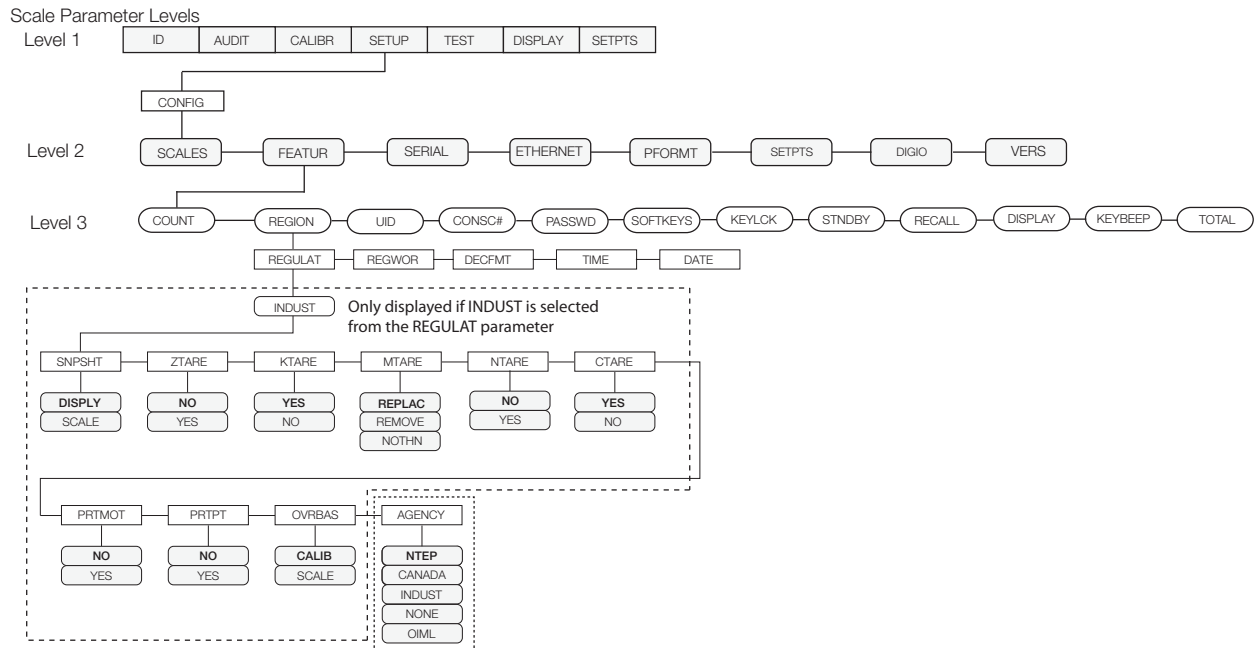 Scale Parameter Levels
Level 1 ID AUDIT CALIBR SETUP TEST DISPLAY SETPTS
CONFIG
Level 2 SCALES FEATUR SERIAL ETHERNET PFORMT SETPTS DIGIO VERS
Level 3 COUNT REGION UID CONSC# PASSWD SOFTKEYS KEYLCK STNDBY RECALL DISPLAY KEYBEEP TOTAL
REGULAT REGWOR DECFMT TIME DATE
INDUST Only displayed if INDUST is selected
from the REGULAT parameter
SNPSHT ZTARE KTARE MTARE NTARE CTARE
DISPLY NO YES REPLAC NO YES
SCALE YES NO REMOVE YES NO
NOTHN
PRTMOT PRTPT OVRBAS AGENCY
NO NO CALIB NTEP
YES YES SCALE CANADA
INDUST
NONE
OIML